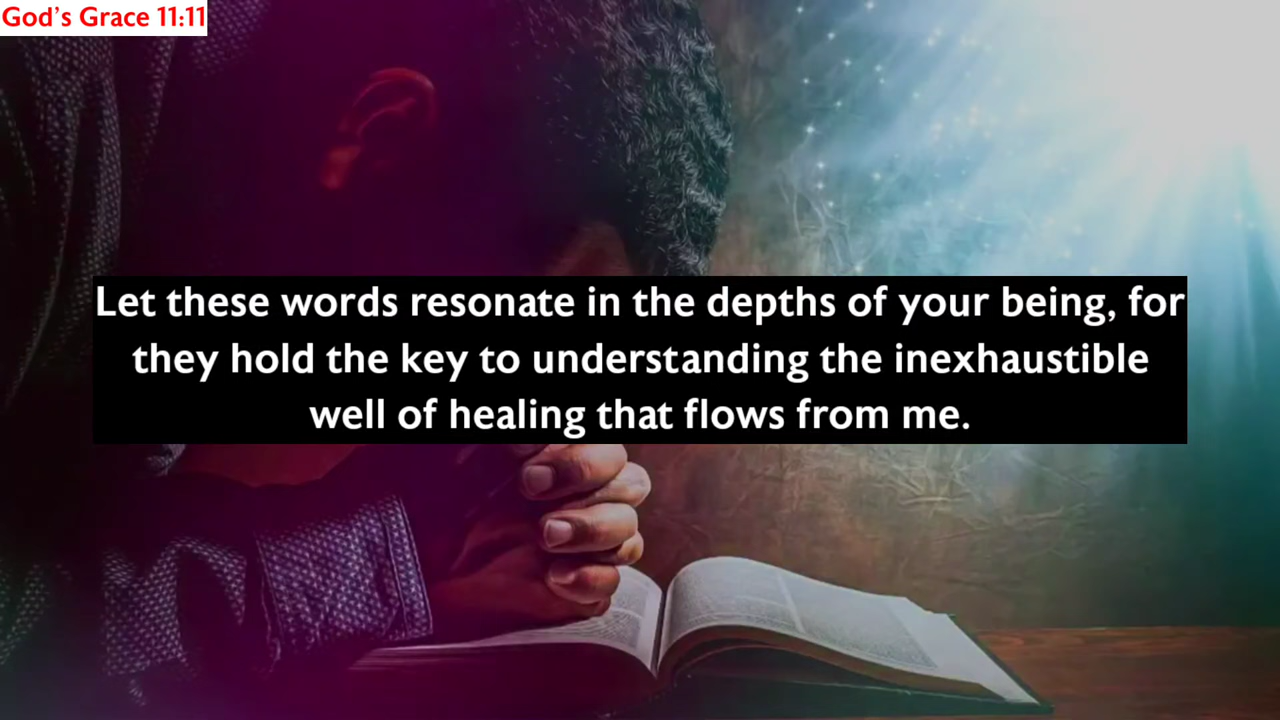 God's Grace 11:11
Let these words resonate in the depths of your being, for
they hold the key to understanding the inexhaustible
well of healing that flows from me.